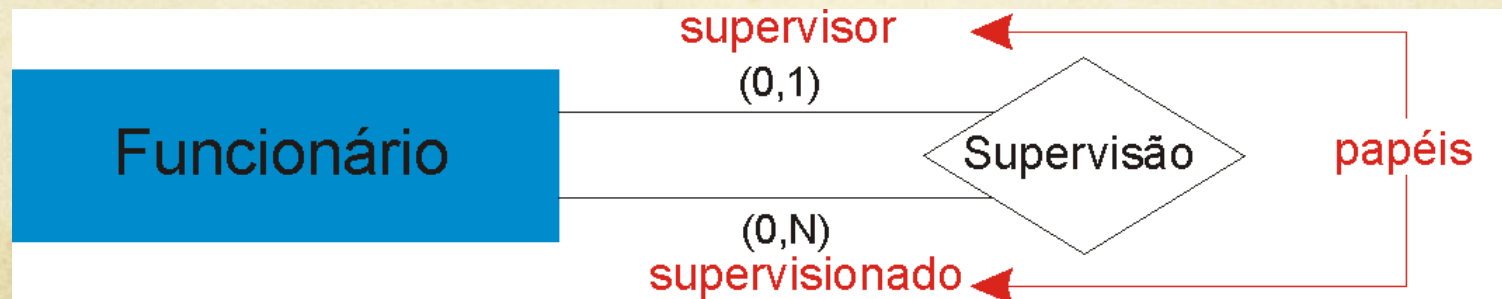 supervisor
(0,1)
Funcionário
Supervisão
papéis
(0,N)
supervisionado